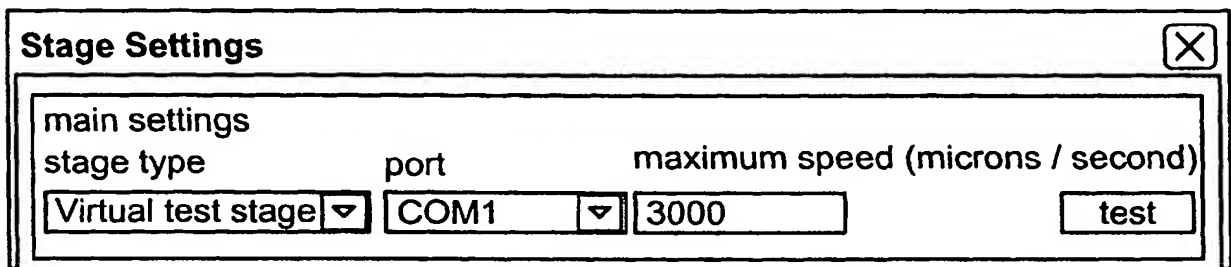 Stage Settings
main settings
stage type port maximum speed (microns / second)
Virtual test stage COM1 3000 test